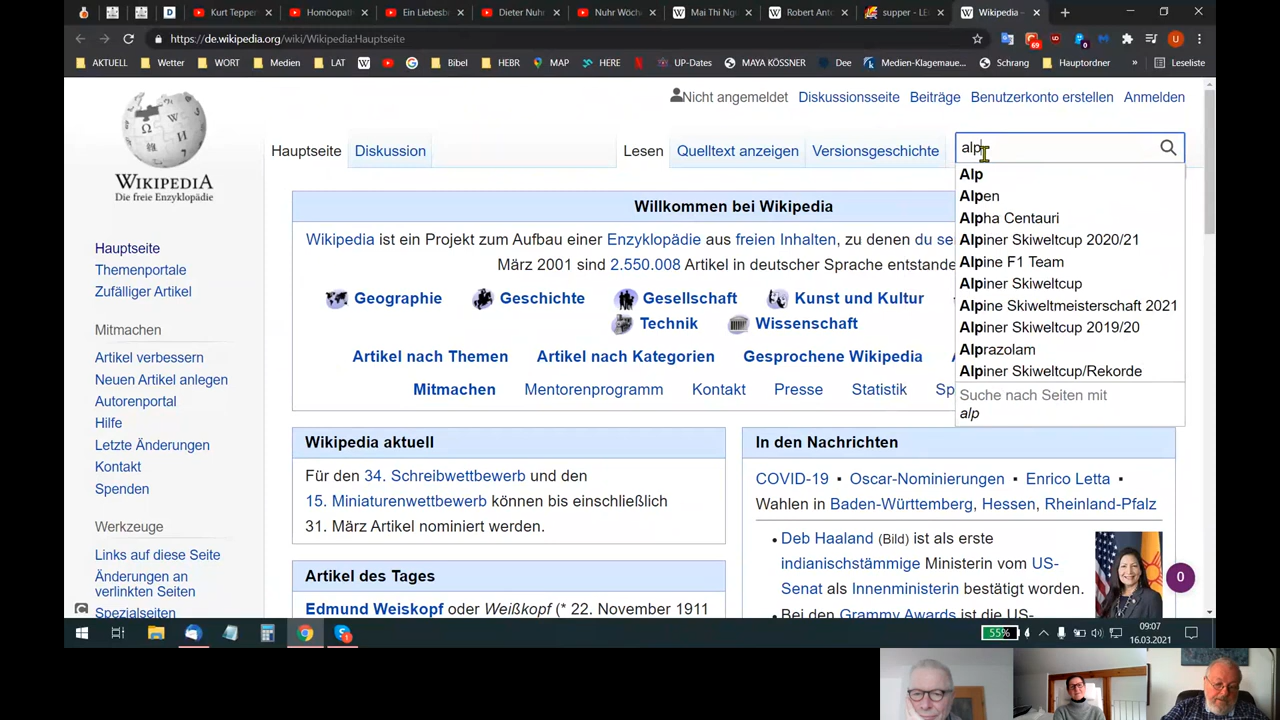 Kurt Tepper
Homöopath
Ein Liebesb
Dieter Nuhr
Nuhr Wöch
Mai Thi Ng
Robert Anto
supper - LE
Wikipedia –
https://de.wikipedia.org/wiki/Wikipedia:Hauptseite
69
0
AKTUELL
Wetter
WORT
Medien
LAT
Bibel
HEBR
MAP
HERE
UP-Dates
MAYA KÖSSNER
Dee
Medien-Klagemaue...
Schrang
Hauptordner
»
Leseliste
Nicht angemeldet Diskussionsseite Beiträge Benutzerkonto erstellen Anmelden
Hauptseite Diskussion Lesen Quelltext anzeigen Versionsgeschichte
alp
Alp
Alpen
Alpha Centauri
Alpiner Skiweltcup 2020/21
Alpine F1 Team
Alpiner Skiweltcup
Alpine Skiweltmeisterschaft 2021
Alpiner Skiweltcup 2019/20
Alprazolam
Alpiner Skiweltcup/Rekorde
Suche nach Seiten mit
alp
WIKIPEDIA
Die freie Enzyklopädie
Hauptseite
Themenportale
Zufälliger Artikel
Mitmachen
Artikel verbessern
Neuen Artikel anlegen
Autorenportal
Hilfe
Letzte Änderungen
Kontakt
Spenden
Werkzeuge
Links auf diese Seite
Änderungen an
verlinkten Seiten
Spezialseiten
Willkommen bei Wikipedia
Wikipedia ist ein Projekt zum Aufbau einer Enzyklopädie aus freien Inhalten, zu denen du se
März 2001 sind 2.550.008 Artikel in deutscher Sprache entstande
Geographie Geschichte Gesellschaft Kunst und Kultur
Technik Wissenschaft
Artikel nach Themen Artikel nach Kategorien Gesprochene Wikipedia
Mitmachen Mentorenprogramm Kontakt Presse Statistik Sp
Wikipedia aktuell
Für den 34. Schreibwettbewerb und den
15. Miniaturenwettbewerb können bis einschließlich
31. März Artikel nominiert werden.
Artikel des Tages
Edmund Weiskopf oder Weißkopf (* 22. November 1911
In den Nachrichten
COVID-19 ▪ Oscar-Nominierungen ▪ Enrico Letta ▪
Wahlen in Baden-Württemberg, Hessen, Rheinland-Pfalz
• Deb Haaland (Bild) ist als erste
indianischstämmige Ministerin vom US-
Senat als Innenministerin bestätigt worden.
• Bei den Grammy Awards ist die US-
0
55%
09:07
16.03.2021